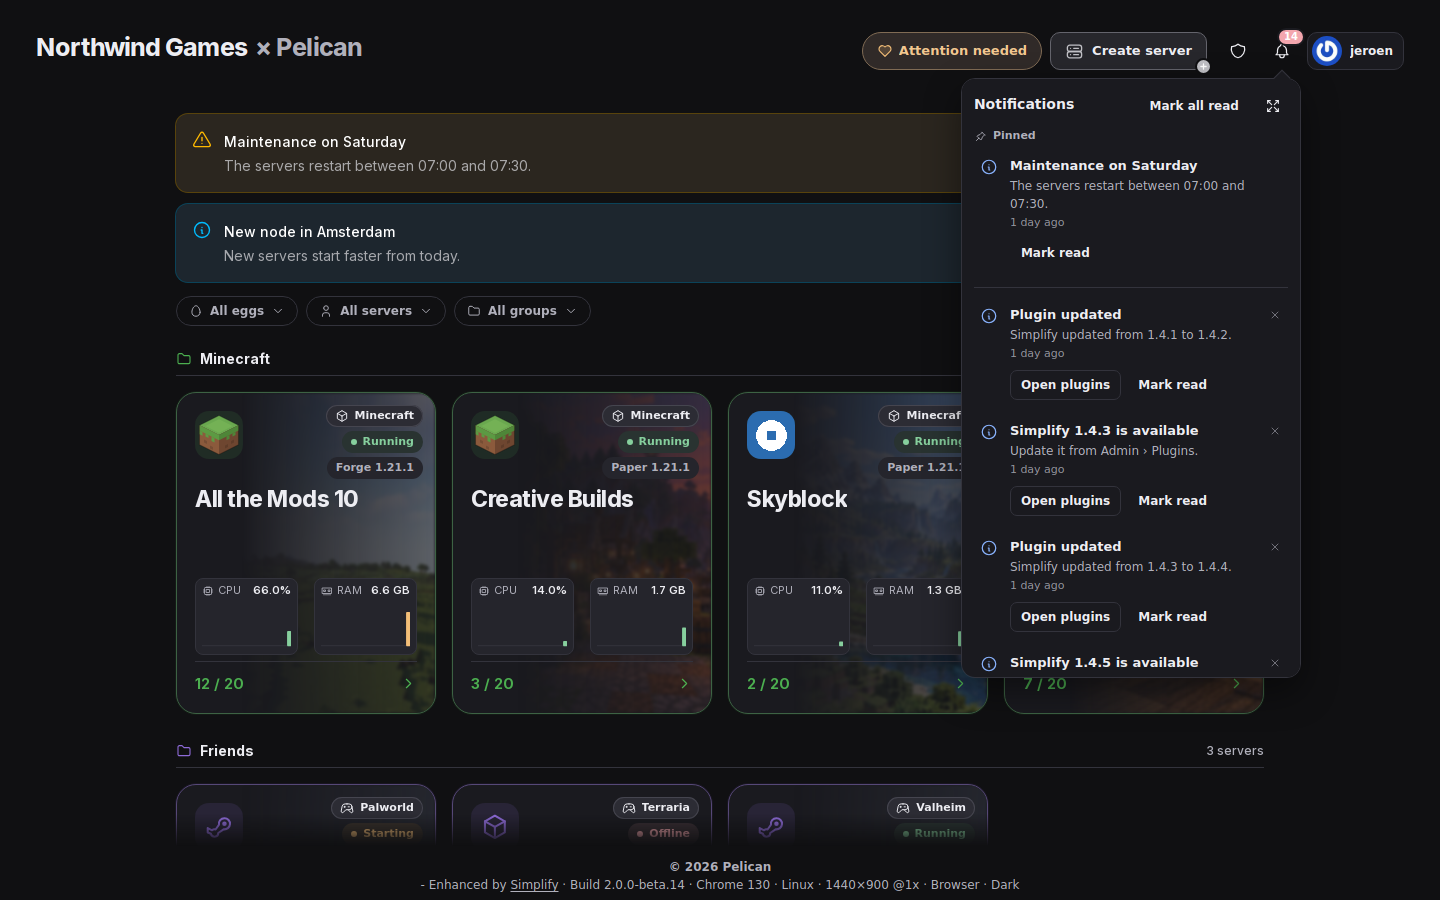 Northwind Games × Pelican
Attention needed
Create server
14
jeroen
Maintenance on Saturday
The servers restart between 07:00 and 07:30.
New node in Amsterdam
New servers start faster from today.
Notifications
Mark all read
Pinned
Maintenance on Saturday
The servers restart between 07:00 and
07:30.
1 day ago
Mark read
Plugin updated
Simplify updated from 1.4.1 to 1.4.2.
1 day ago
Open plugins Mark read
Simplify 1.4.3 is available
Update it from Admin › Plugins.
1 day ago
Open plugins Mark read
Plugin updated
Simplify updated from 1.4.3 to 1.4.4.
1 day ago
Open plugins Mark read
Simplify 1.4.5 is available
All eggs All servers All groups
Minecraft
Minecraft
Running
Forge 1.21.1
All the Mods 10
CPU 66.0% RAM 6.6 GB
12 / 20
Minecraft
Running
Paper 1.21.1
Creative Builds
CPU 14.0% RAM 1.7 GB
3 / 20
Minecraft
Running
Paper 1.21.1
Skyblock
CPU 11.0% RAM 1.3 GB
2 / 20
7 / 20
Friends
3 servers
Palworld
Starting
Terraria
Offline
Valheim
Running
© 2026 Pelican
- Enhanced by Simplify · Build 2.0.0-beta.14 · Chrome 130 · Linux · 1440×900 @1x · Browser · Dark